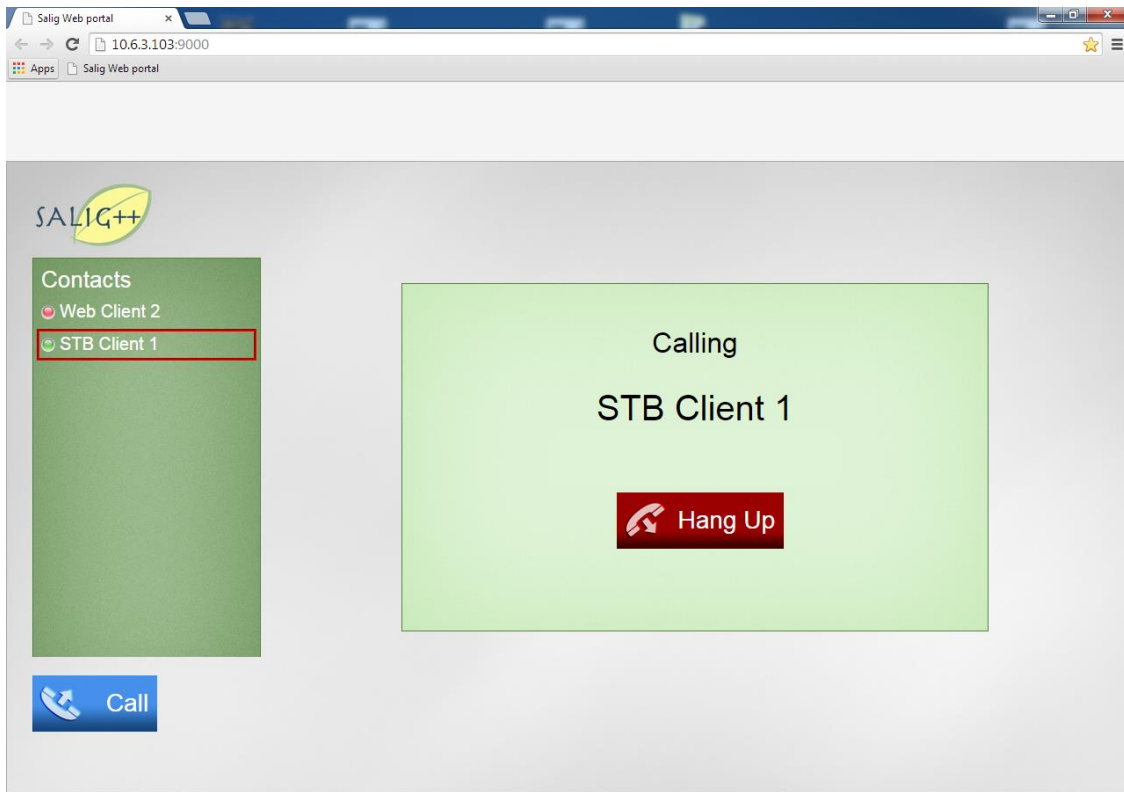 Salig Web portal
10.6.3.103:9000
Apps Salig Web portal
SALIG++
Contacts
Web Client 2
STB Client 1
Calling
STB Client 1
Hang Up
Call